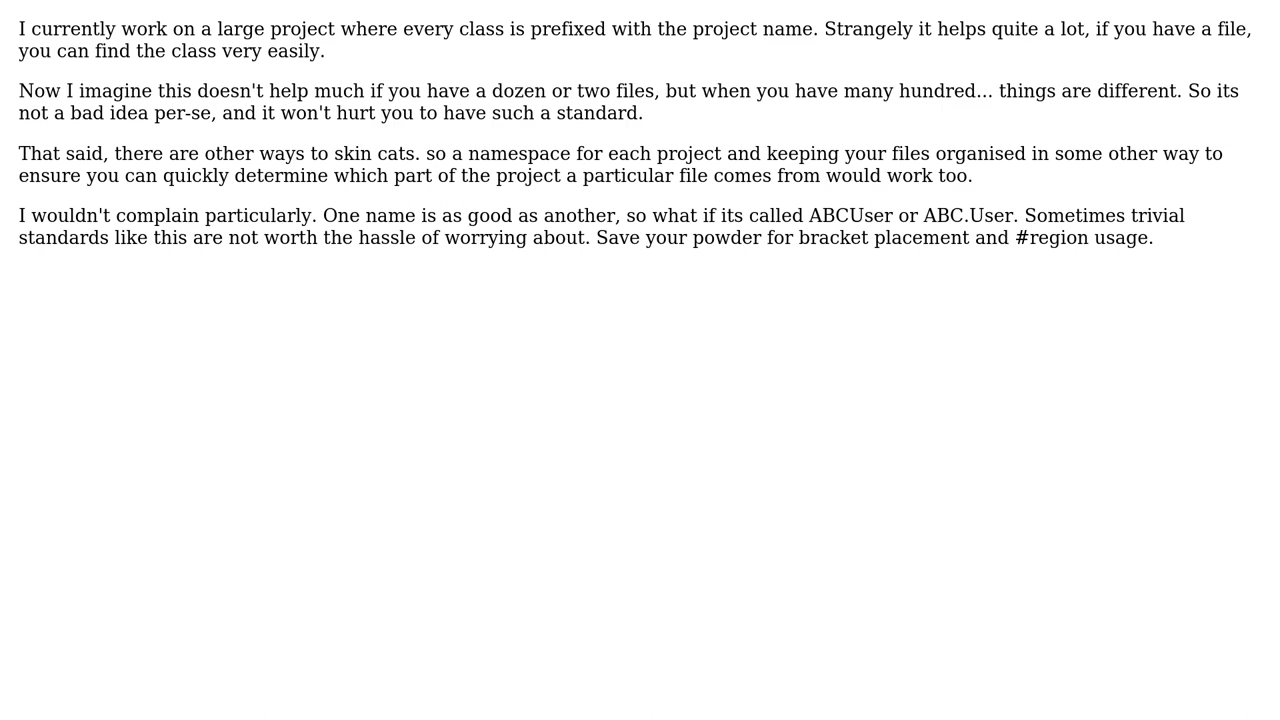 I currently work on a large project where every class is prefixed with the project name. Strangely it helps quite a lot, if you have a file,
you can find the class very easily.
Now I imagine this doesn't help much if you have a dozen or two files, but when you have many hundred... things are different. So its
not a bad idea per-se, and it won't hurt you to have such a standard.
That said, there are other ways to skin cats. so a namespace for each project and keeping your files organised in some other way to
ensure you can quickly determine which part of the project a particular file comes from would work too.
I wouldn't complain particularly. One name is as good as another, so what if its called ABCUser or ABC.User. Sometimes trivial
standards like this are not worth the hassle of worrying about. Save your powder for bracket placement and #region usage.